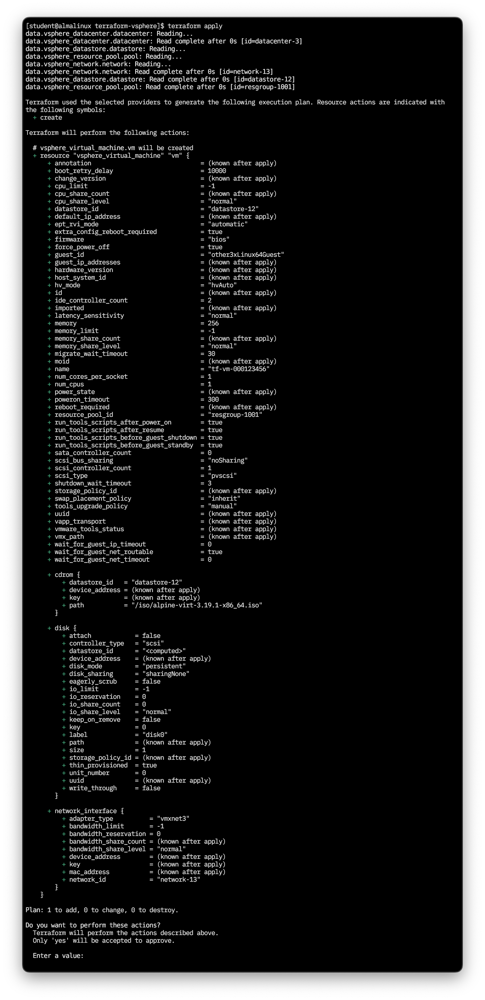 [student@almalinux terraform-vsphere]$ terraform apply
data.vsphere_datacenter.datacenter: Reading...
data.vsphere_datacenter.datacenter: Read complete after 0s [id=datacenter-3]
data.vsphere_datastore.datastore: Reading...
data.vsphere_resource_pool.pool: Reading...
data.vsphere_network.network: Reading...
data.vsphere_network.network: Read complete after 0s [id=network-13]
data.vsphere_datastore.datastore: Read complete after 0s [id=datastore-12]
data.vsphere_resource_pool.pool: Read complete after 0s [id=resgroup-1001]

Terraform used the selected providers to generate the following execution plan. Resource actions are indicated with
the following symbols:
  + create

Terraform will perform the following actions:

  # vsphere_virtual_machine.vm will be created
  + resource "vsphere_virtual_machine" "vm" {
      + annotation                              = (known after apply)
      + boot_retry_delay                        = 10000
      + change_version                          = (known after apply)
      + cpu_limit                               = -1
      + cpu_share_count                         = (known after apply)
      + cpu_share_level                         = "normal"
      + datastore_id                            = "datastore-12"
      + default_ip_address                      = (known after apply)
      + ept_rvi_mode                            = "automatic"
      + extra_config_reboot_required            = true
      + firmware                                = "bios"
      + force_power_off                         = true
      + guest_id                                = "other3xLinux64Guest"
      + guest_ip_addresses                      = (known after apply)
      + hardware_version                        = (known after apply)
      + host_system_id                          = (known after apply)
      + hv_mode                                 = "hvAuto"
      + id                                      = (known after apply)
      + ide_controller_count                    = 2
      + imported                                = (known after apply)
      + latency_sensitivity                     = "normal"
      + memory                                  = 256
      + memory_limit                            = -1
      + memory_share_count                      = (known after apply)
      + memory_share_level                      = "normal"
      + migrate_wait_timeout                    = 30
      + moid                                    = (known after apply)
      + name                                    = "tf-vm-000123456"
      + num_cores_per_socket                    = 1
      + num_cpus                                = 1
      + power_state                             = (known after apply)
      + poweron_timeout                         = 300
      + reboot_required                         = (known after apply)
      + resource_pool_id                        = "resgroup-1001"
      + run_tools_scripts_after_power_on        = true
      + run_tools_scripts_after_resume          = true
      + run_tools_scripts_before_guest_shutdown = true
      + run_tools_scripts_before_guest_standby  = true
      + sata_controller_count                   = 0
      + scsi_bus_sharing                        = "noSharing"
      + scsi_controller_count                   = 1
      + scsi_type                               = "pvscsi"
      + shutdown_wait_timeout                   = 3
      + storage_policy_id                       = (known after apply)
      + swap_placement_policy                   = "inherit"
      + tools_upgrade_policy                    = "manual"
      + uuid                                    = (known after apply)
      + vapp_transport                          = (known after apply)
      + vmware_tools_status                     = (known after apply)
      + vmx_path                                = (known after apply)
      + wait_for_guest_ip_timeout               = 0
      + wait_for_guest_net_routable             = true
      + wait_for_guest_net_timeout              = 0

      + cdrom {
          + datastore_id   = "datastore-12"
          + device_address = (known after apply)
          + key            = (known after apply)
          + path           = "/iso/alpine-virt-3.19.1-x86_64.iso"
        }

      + disk {
          + attach            = false
          + controller_type   = "scsi"
          + datastore_id      = "<computed>"
          + device_address    = (known after apply)
          + disk_mode         = "persistent"
          + disk_sharing      = "sharingNone"
          + eagerly_scrub     = false
          + io_limit          = -1
          + io_reservation    = 0
          + io_share_count    = 0
          + io_share_level    = "normal"
          + keep_on_remove    = false
          + key               = 0
          + label             = "disk0"
          + path              = (known after apply)
          + size              = 1
          + storage_policy_id = (known after apply)
          + thin_provisioned  = true
          + unit_number       = 0
          + uuid              = (known after apply)
          + write_through     = false
        }

      + network_interface {
          + adapter_type          = "vmxnet3"
          + bandwidth_limit       = -1
          + bandwidth_reservation = 0
          + bandwidth_share_count = (known after apply)
          + bandwidth_share_level = "normal"
          + device_address        = (known after apply)
          + key                   = (known after apply)
          + mac_address           = (known after apply)
          + network_id            = "network-13"
        }
    }

Plan: 1 to add, 0 to change, 0 to destroy.

Do you want to perform these actions?
  Terraform will perform the actions described above.
  Only 'yes' will be accepted to approve.

  Enter a value: